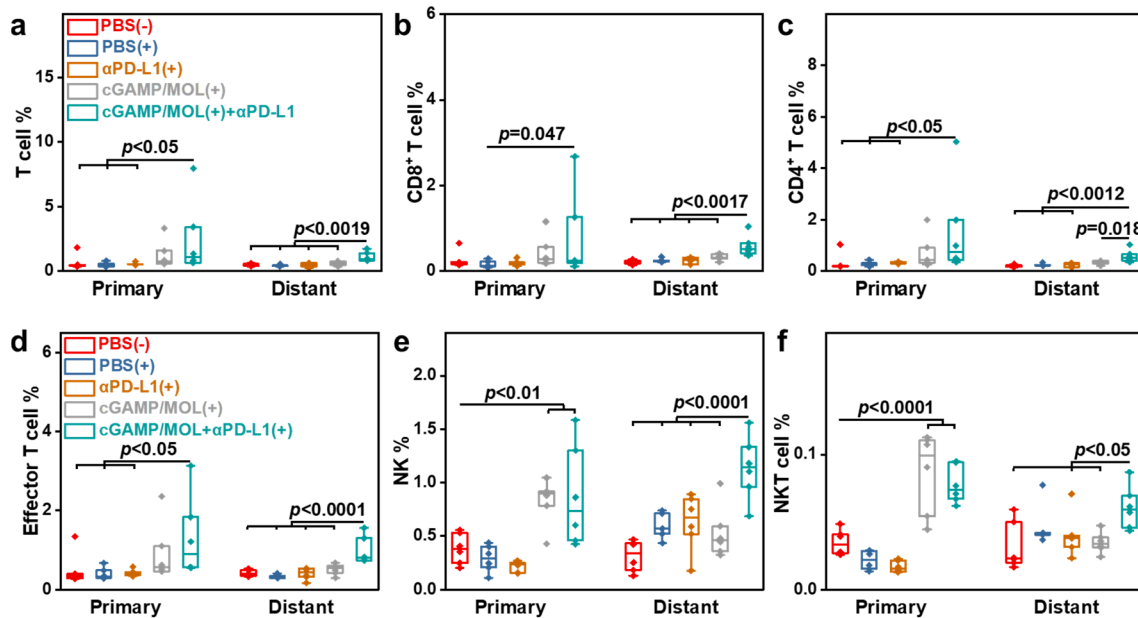 a
PBS(-)
PBS(+)
αPD-L1(+)
cGAMP/MOL(+)
cGAMP/MOL(+)+αPD-L1
T cell %
15
10
5
0
p<0.05
p<0.0019
Primary
Distant
b
CD8+ T cell %
6
4
2
0
p=0.047
p<0.0017
Primary
Distant
c
CD4+ T cell %
8
6
4
2
0
p<0.05
p<0.0012
p=0.018
Primary
Distant
d
PBS(-)
PBS(+)
αPD-L1(+)
cGAMP/MOL(+)
cGAMP/MOL+αPD-L1(+)
Effector T cell %
6
4
2
0
p<0.05
p<0.0001
Primary
Distant
e
NK %
2.0
1.5
1.0
0.5
0.0
p<0.01
p<0.0001
Primary
Distant
f
NKT cell %
0.1
0.0
p<0.0001
p<0.05
Primary
Distant